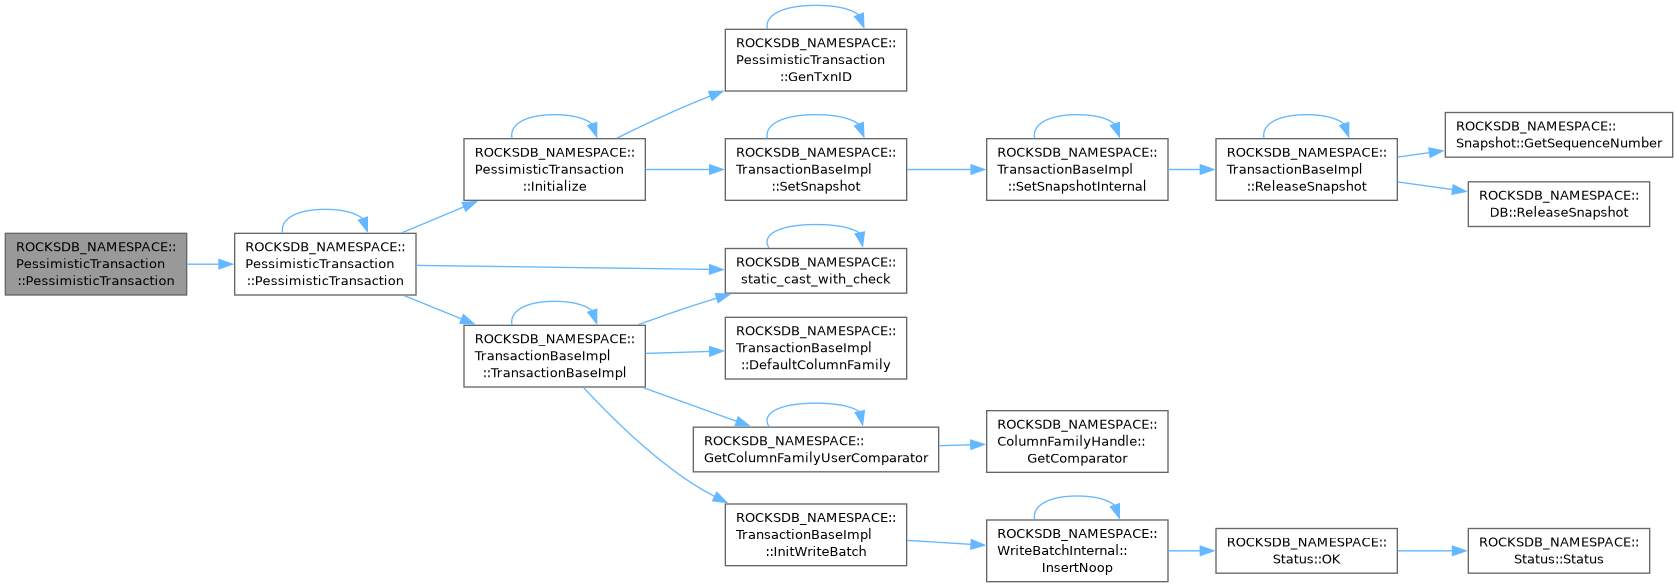 ROCKSDB_NAMESPACE::
PessimisticTransaction
::PessimisticTransaction
ROCKSDB_NAMESPACE::
PessimisticTransaction
::PessimisticTransaction
ROCKSDB_NAMESPACE::
PessimisticTransaction
::Initialize
ROCKSDB_NAMESPACE::
PessimisticTransaction
::GenTxnID
ROCKSDB_NAMESPACE::
TransactionBaseImpl
::SetSnapshot
ROCKSDB_NAMESPACE::
TransactionBaseImpl
::SetSnapshotInternal
ROCKSDB_NAMESPACE::
TransactionBaseImpl
::ReleaseSnapshot
ROCKSDB_NAMESPACE::
Snapshot::GetSequenceNumber
ROCKSDB_NAMESPACE::
DB::ReleaseSnapshot
ROCKSDB_NAMESPACE::
static_cast_with_check
ROCKSDB_NAMESPACE::
TransactionBaseImpl
::TransactionBaseImpl
ROCKSDB_NAMESPACE::
TransactionBaseImpl
::DefaultColumnFamily
ROCKSDB_NAMESPACE::
GetColumnFamilyUserComparator
ROCKSDB_NAMESPACE::
ColumnFamilyHandle::
GetComparator
ROCKSDB_NAMESPACE::
TransactionBaseImpl
::InitWriteBatch
ROCKSDB_NAMESPACE::
WriteBatchInternal::
InsertNoop
ROCKSDB_NAMESPACE::
Status::OK
ROCKSDB_NAMESPACE::
Status::Status